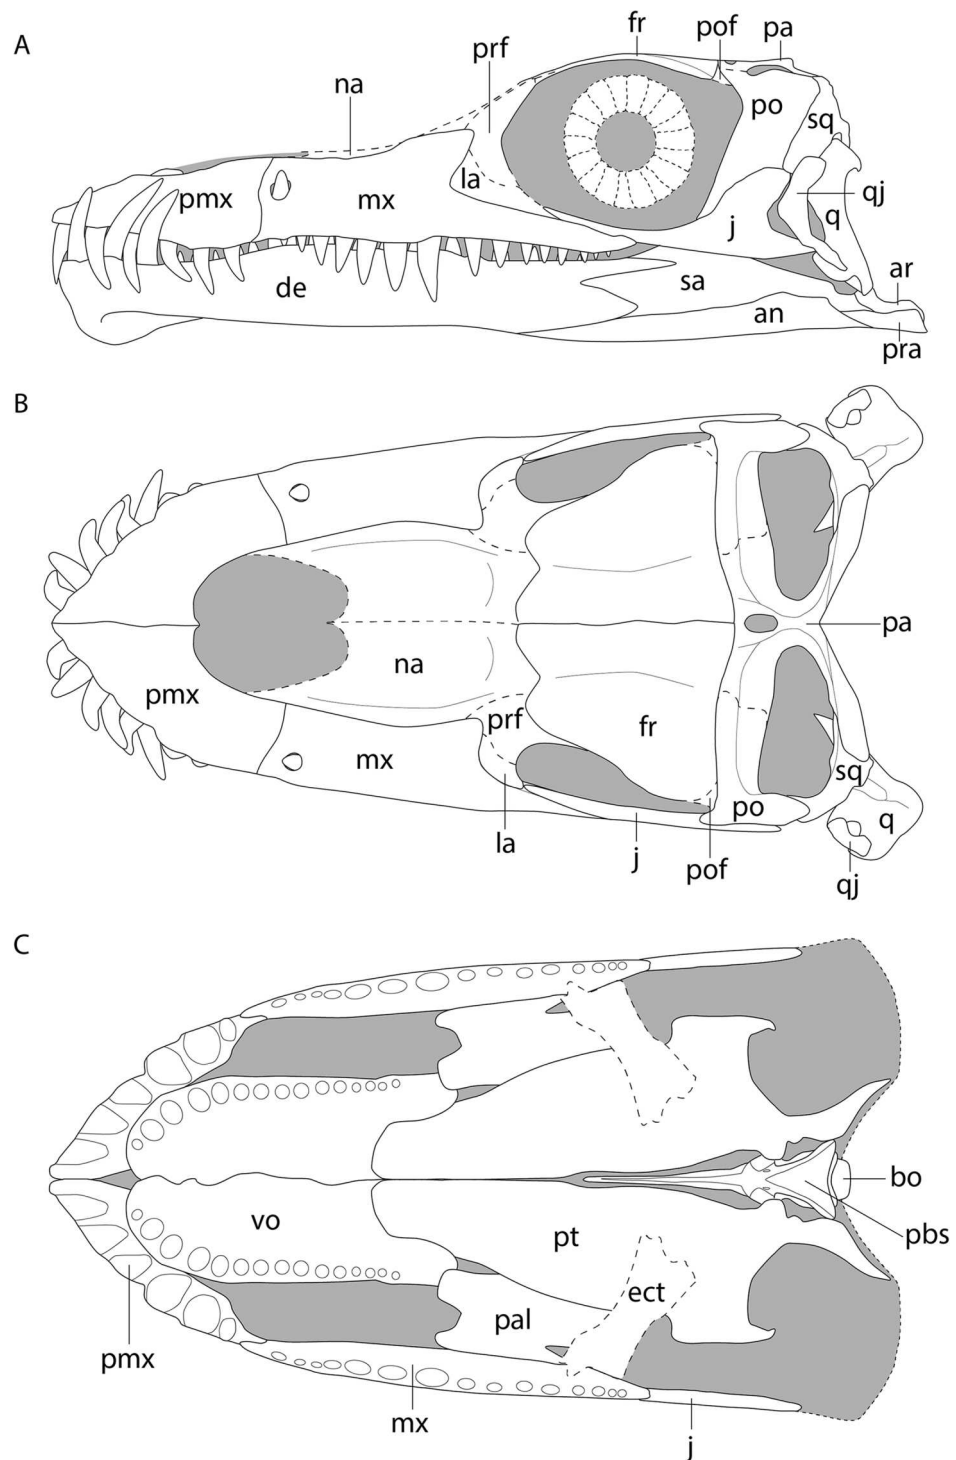 A
prf
fr
pof
pa
na
po
sq
la
pmx
mx
qj
q
j
de
sa
ar
an
pra
B
pa
na
pmx
prf
fr
mx
sq
po
q
la
j
pof
qj
C
bo
vo
pbs
pt
ect
pal
pmx
mx
j